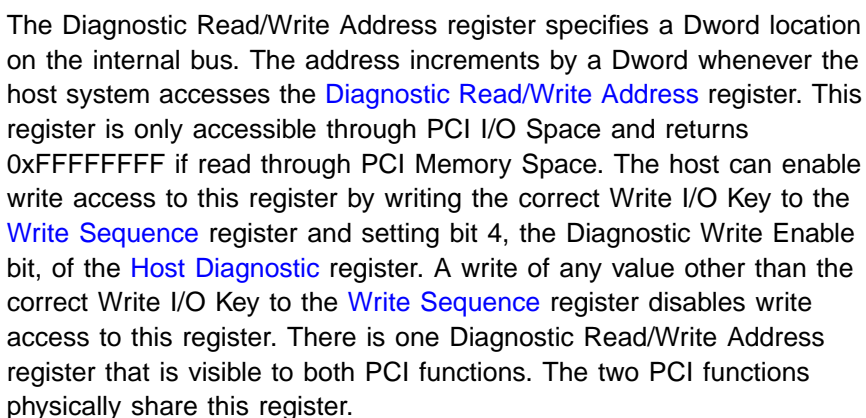 The Diagnostic Read/Write Address register specifies a Dword location
on the internal bus. The address increments by a Dword whenever the
host system accesses the Diagnostic Read/Write Address register. This
register is only accessible through PCI I/O Space and returns
0xFFFFFFFF if read through PCI Memory Space. The host can enable
write access to this register by writing the correct Write I/O Key to the
Write Sequence register and setting bit 4, the Diagnostic Write Enable
bit, of the Host Diagnostic register. A write of any value other than the
correct Write I/O Key to the Write Sequence register disables write
access to this register. There is one Diagnostic Read/Write Address
register that is visible to both PCI functions. The two PCI functions
physically share this register.